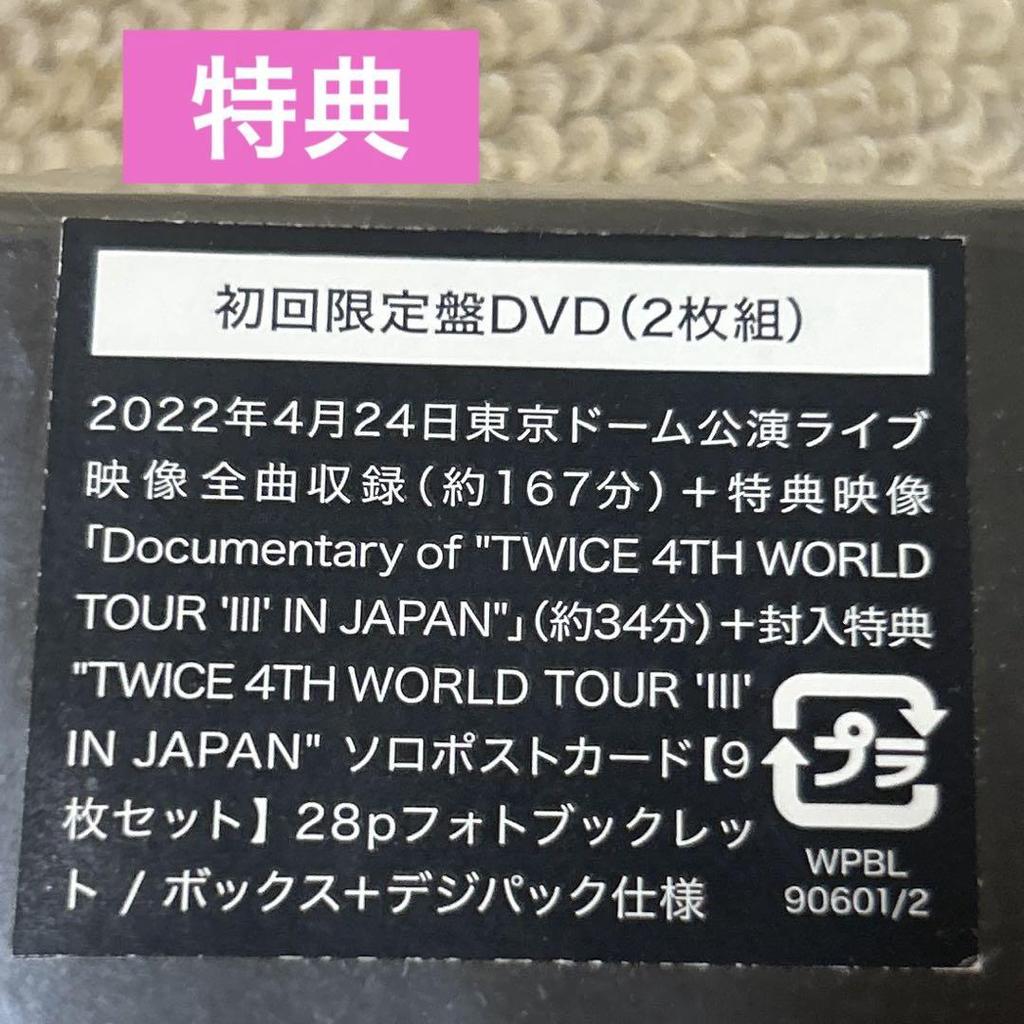 特典
初回限定盤DVD(2枚組)
2022年4月24日東京ドーム公演ライブ
映像全曲収録(約167分)+特典映像
「Documentary of "TWICE 4TH WORLD
TOUR 'III' IN JAPAN"」(約34分)+封入特典
"TWICE 4TH WORLD TOUR 'III'
IN JAPAN" ソロポストカード【9
枚セット】28pフォトブックレッ
ト / ボックス+デジパック仕様
プラ
WPBL
90601/2